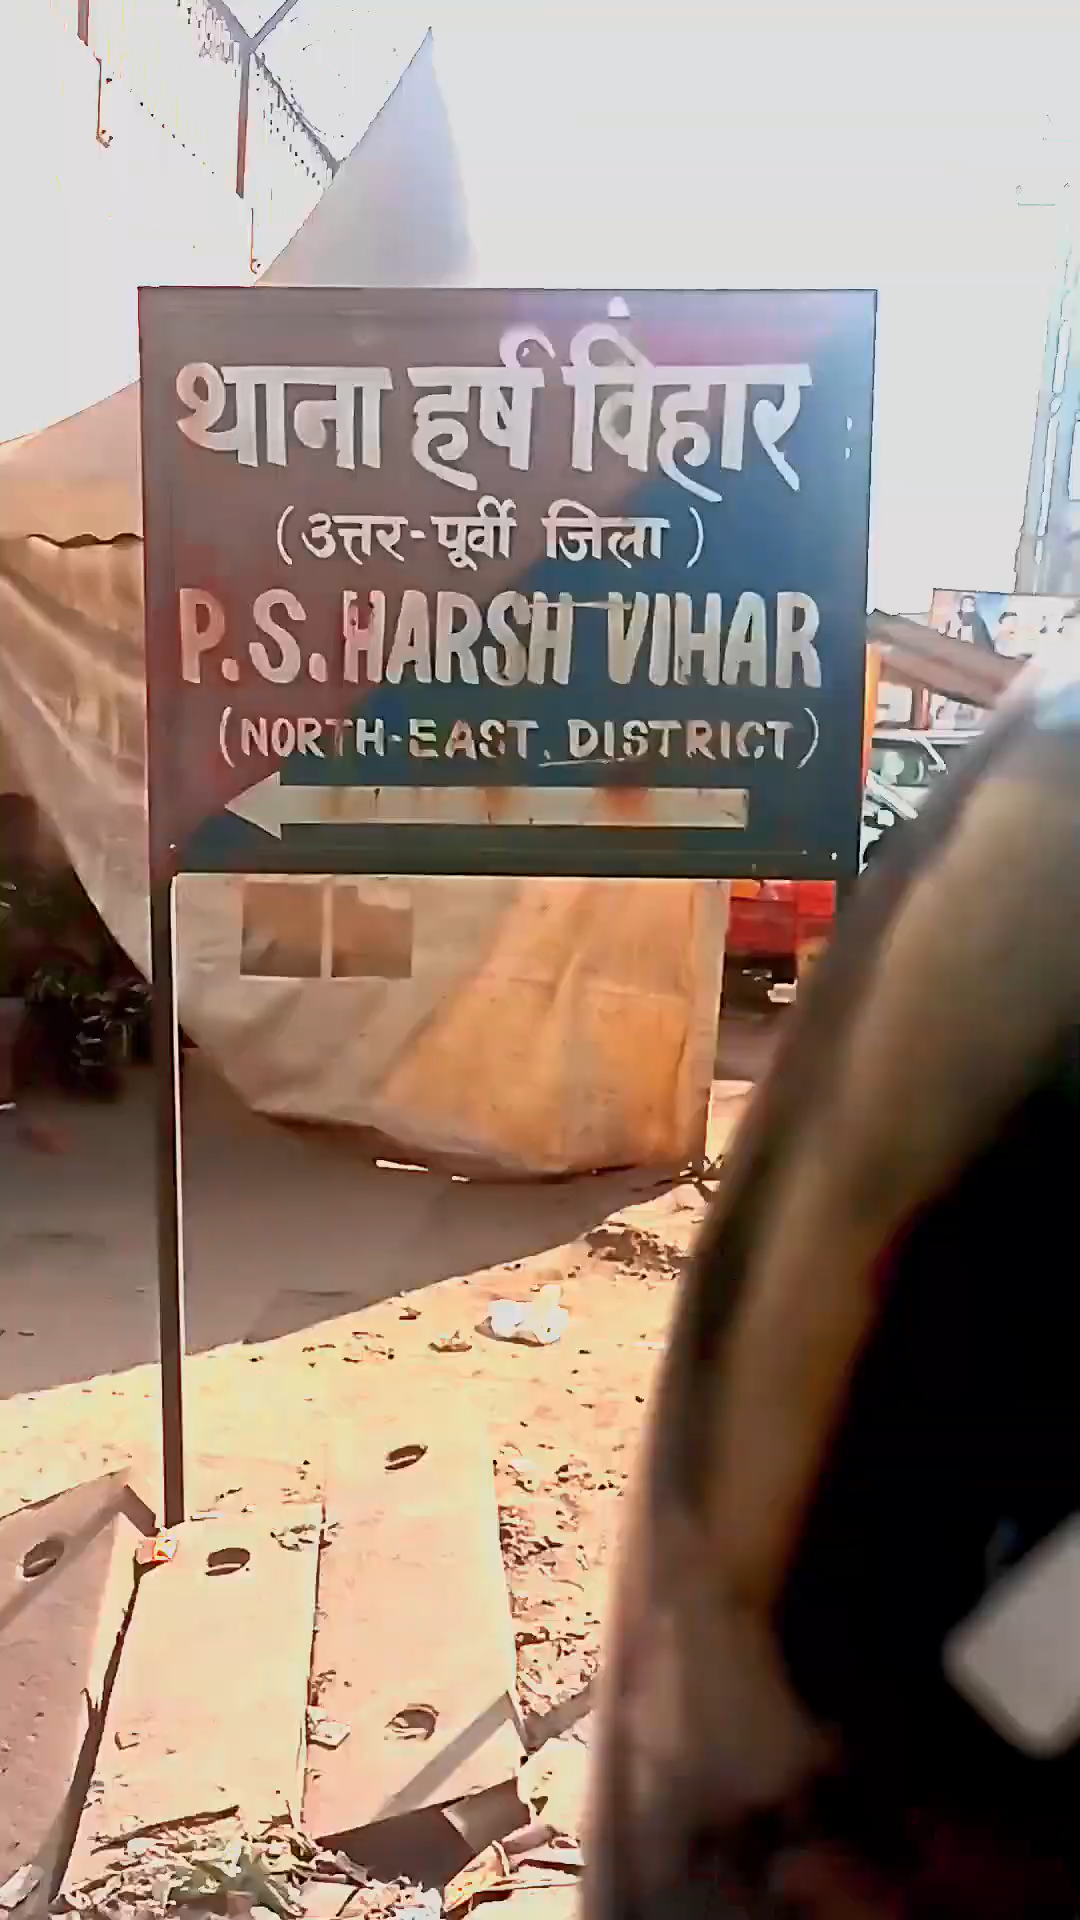 थाना हर्ष विहार
(उत्तर-पूर्वी जिला)
P.S. HARSH VIHAR
(NORTH-EAST, DISTRICT)